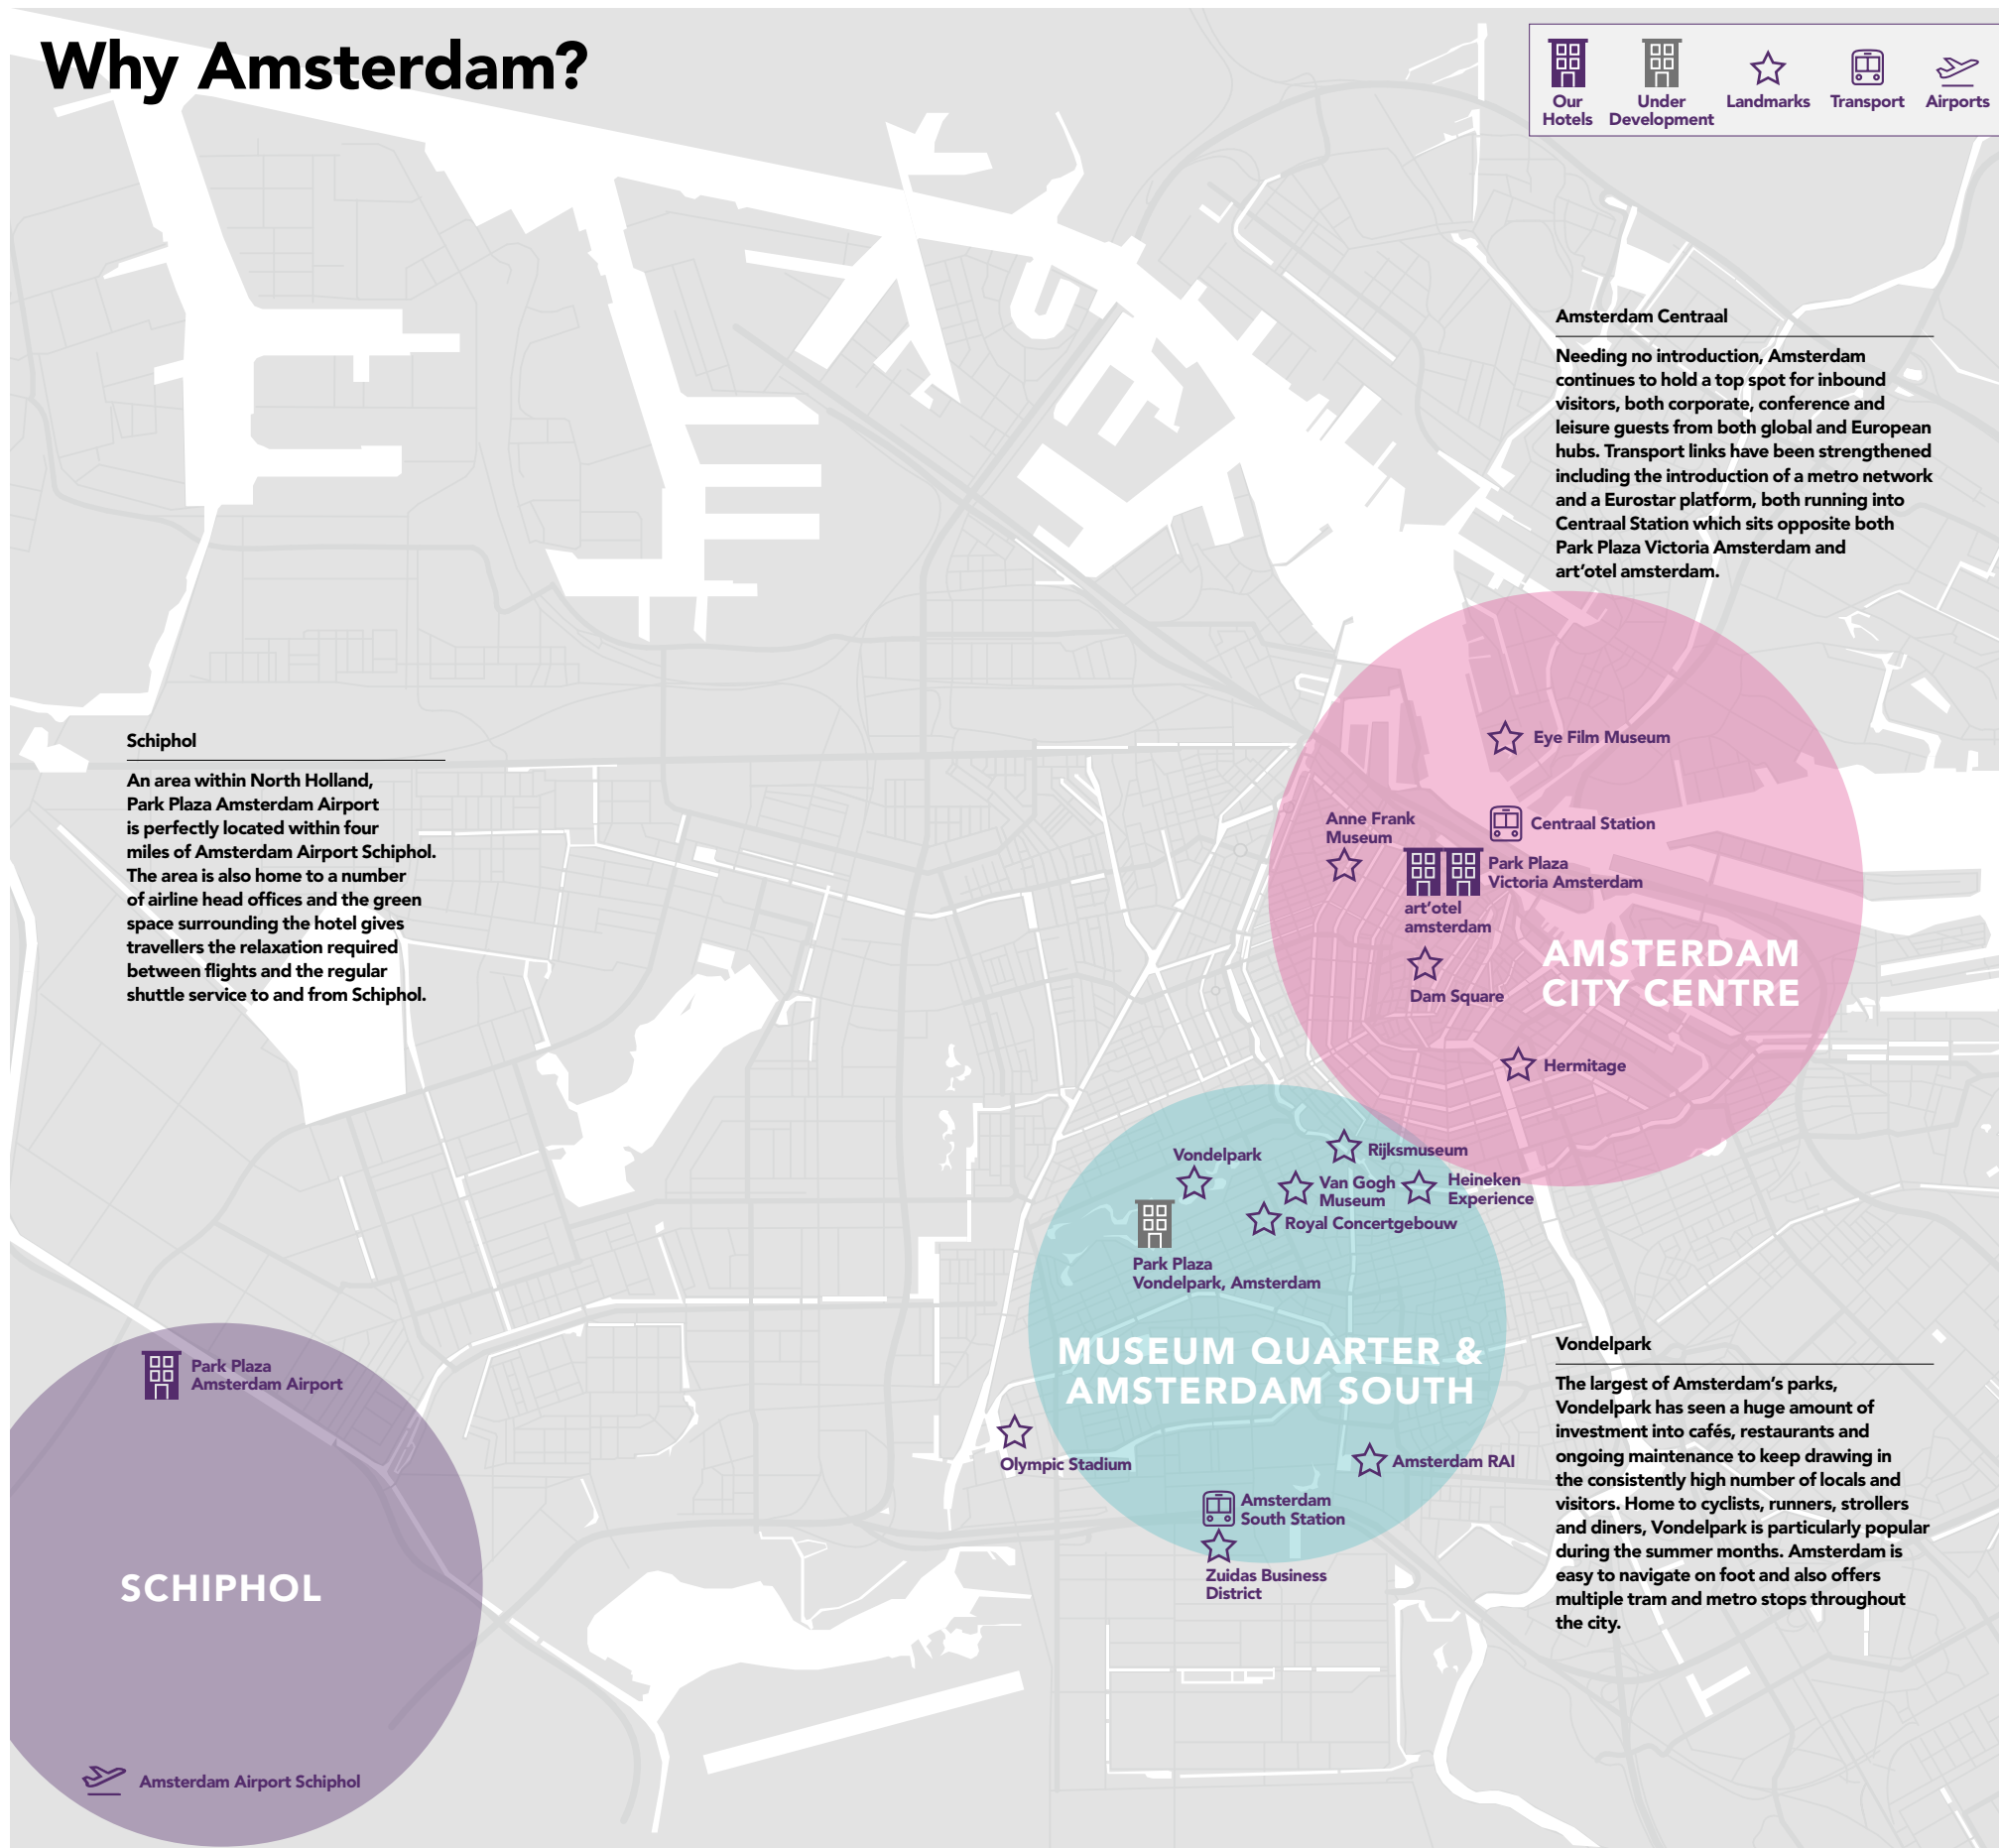 Why Amsterdam?
Our
Hotels
Under
Development
Landmarks
Transport
Airports
Amsterdam Centraal
Needing no introduction, Amsterdam
continues to hold a top spot for inbound
visitors, both corporate, conference and
leisure guests from both global and European
hubs. Transport links have been strengthened
including the introduction of a metro network
and a Eurostar platform, both running into
Centraal Station which sits opposite both
Park Plaza Victoria Amsterdam and
art’otel amsterdam.
Schiphol
An area within North Holland,
Park Plaza Amsterdam Airport
is perfectly located within four
miles of Amsterdam Airport Schiphol.
The area is also home to a number
of airline head offices and the green
space surrounding the hotel gives
travellers the relaxation required
between flights and the regular
shuttle service to and from Schiphol.
Eye Film Museum
Anne Frank
Museum
Centraal Station
Park Plaza
Victoria Amsterdam
art’otel
amsterdam
AMSTERDAM
CITY CENTRE
Dam Square
Hermitage
Vondelpark
Rijksmuseum
Van Gogh
Museum
Heineken
Experience
Royal Concertgebouw
Park Plaza
Vondelpark, Amsterdam
MUSEUM QUARTER &
AMSTERDAM SOUTH
Olympic Stadium
Amsterdam RAI
Amsterdam
South Station
Zuidas Business
District
Park Plaza
Amsterdam Airport
SCHIPHOL
Amsterdam Airport Schiphol
Vondelpark
The largest of Amsterdam’s parks,
Vondelpark has seen a huge amount of
investment into cafés, restaurants and
ongoing maintenance to keep drawing in
the consistently high number of locals and
visitors. Home to cyclists, runners, strollers
and diners, Vondelpark is particularly popular
during the summer months. Amsterdam is
easy to navigate on foot and also offers
multiple tram and metro stops throughout
the city.